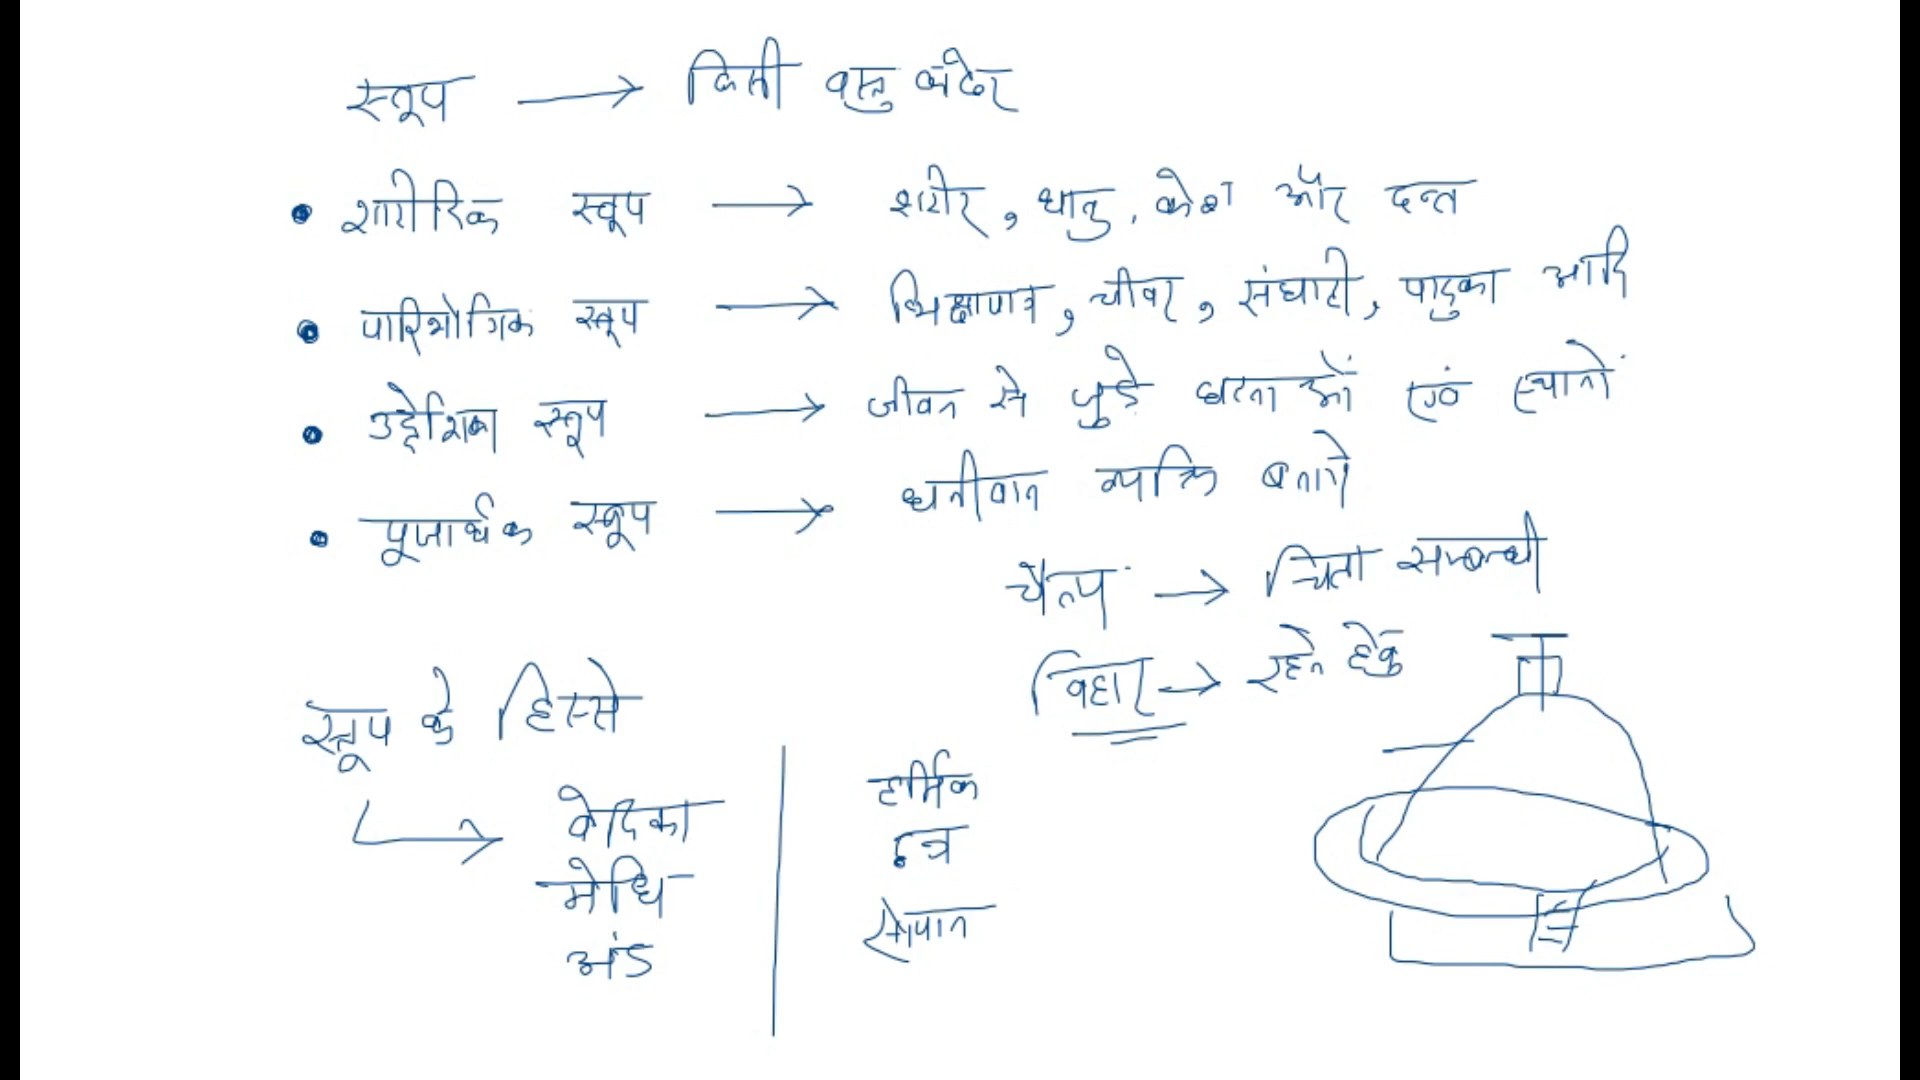 स्तूप → किसी वस्तु का ढेर
• शारीरिक स्तूप → शरीर, धातु, केश और दन्त
• पारिभोगिक स्तूप → भिक्षापात्र, चीवर, संघाटी, पादुका आदि
• उद्देशिका स्तूप → जीवन से जुड़े घटनाओं एवं स्थानों
• पूजार्थक स्तूप → धनीवान व्यक्ति बनाये
चैत्य → चिता सम्बन्धी
विहार → रहने हेतु
स्तूप के हिस्से
→ वेदिका
मेधि
अंड
हर्मिक
छत्र
सोपान